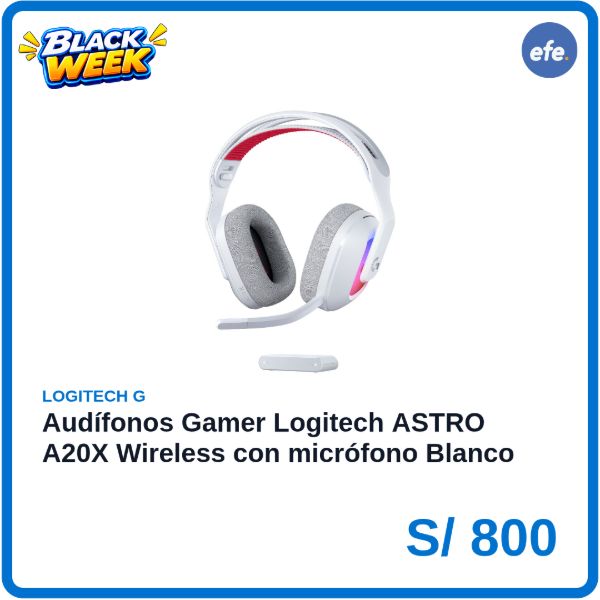 BLACK
WEEK
efe.
LOGITECH G
Audífonos Gamer Logitech ASTRO
A20X Wireless con micrófono Blanco
S/ 800